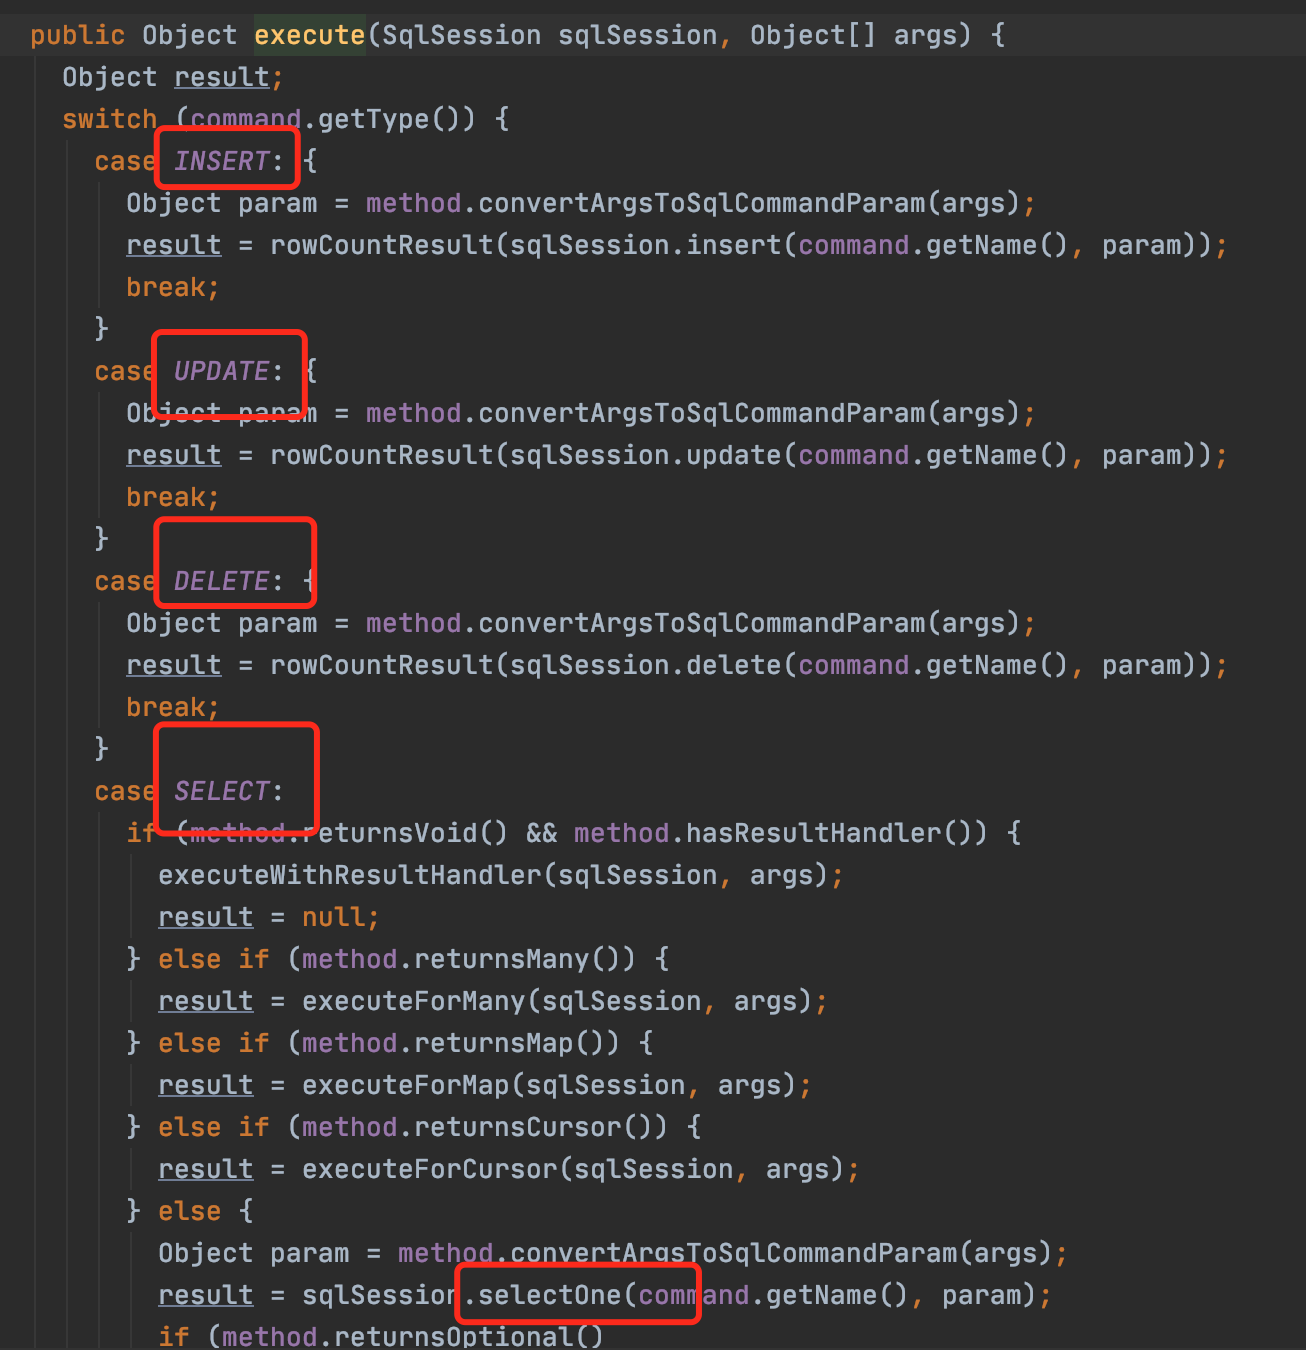 public Object execute(SqlSession sqlSession, Object[] args) {
Object result;
switch (command.getType()) {
case INSERT: {
Object param = method.convertArgsToSqlCommandParam(args);
result = rowCountResult(sqlSession.insert(command.getName(), param));
break;
}
case UPDATE: {
Object param = method.convertArgsToSqlCommandParam(args);
result = rowCountResult(sqlSession.update(command.getName(), param));
break;
}
case DELETE: {
Object param = method.convertArgsToSqlCommandParam(args);
result = rowCountResult(sqlSession.delete(command.getName(), param));
break;
}
case SELECT:
if (method.returnsVoid() && method.hasResultHandler()) {
executeWithResultHandler(sqlSession, args);
result = null;
} else if (method.returnsMany()) {
result = executeForMany(sqlSession, args);
} else if (method.returnsMap()) {
result = executeForMap(sqlSession, args);
} else if (method.returnsCursor()) {
result = executeForCursor(sqlSession, args);
} else {
Object param = method.convertArgsToSqlCommandParam(args);
result = sqlSession.selectOne(command.getName(), param);
if (method.returnsOptional()